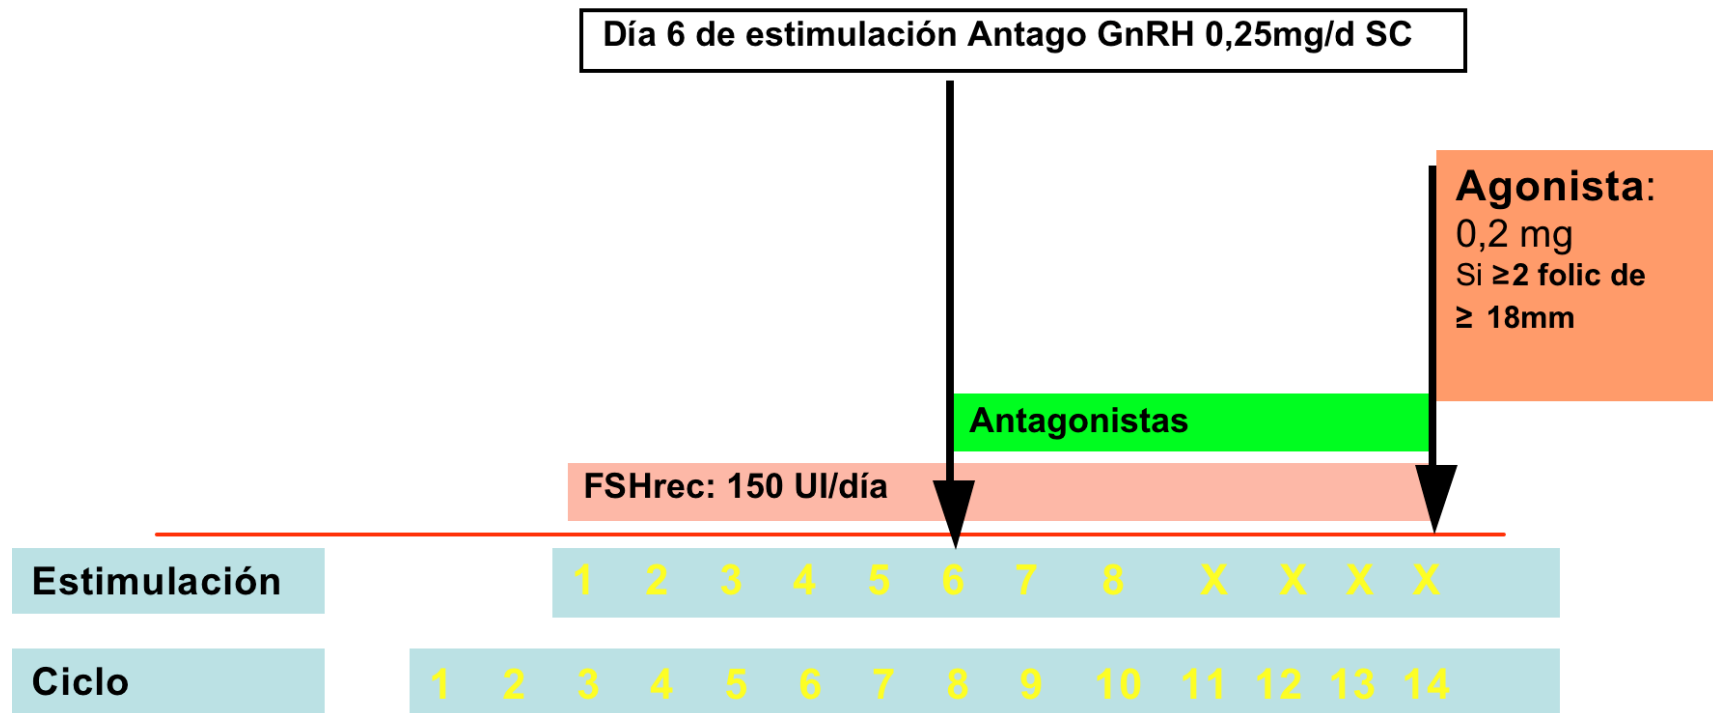 Día 6 de estimulación Antago GnRH 0,25mg/d SC
Agonista:
0,2 mg
Si ≥2 folic de
≥ 18mm
Antagonistas
FSHrec: 150 UI/día
Estimulación 1 2 3 4 5 6 7 8 X X X X
Ciclo 1 2 3 4 5 6 7 8 9 10 11 12 13 14